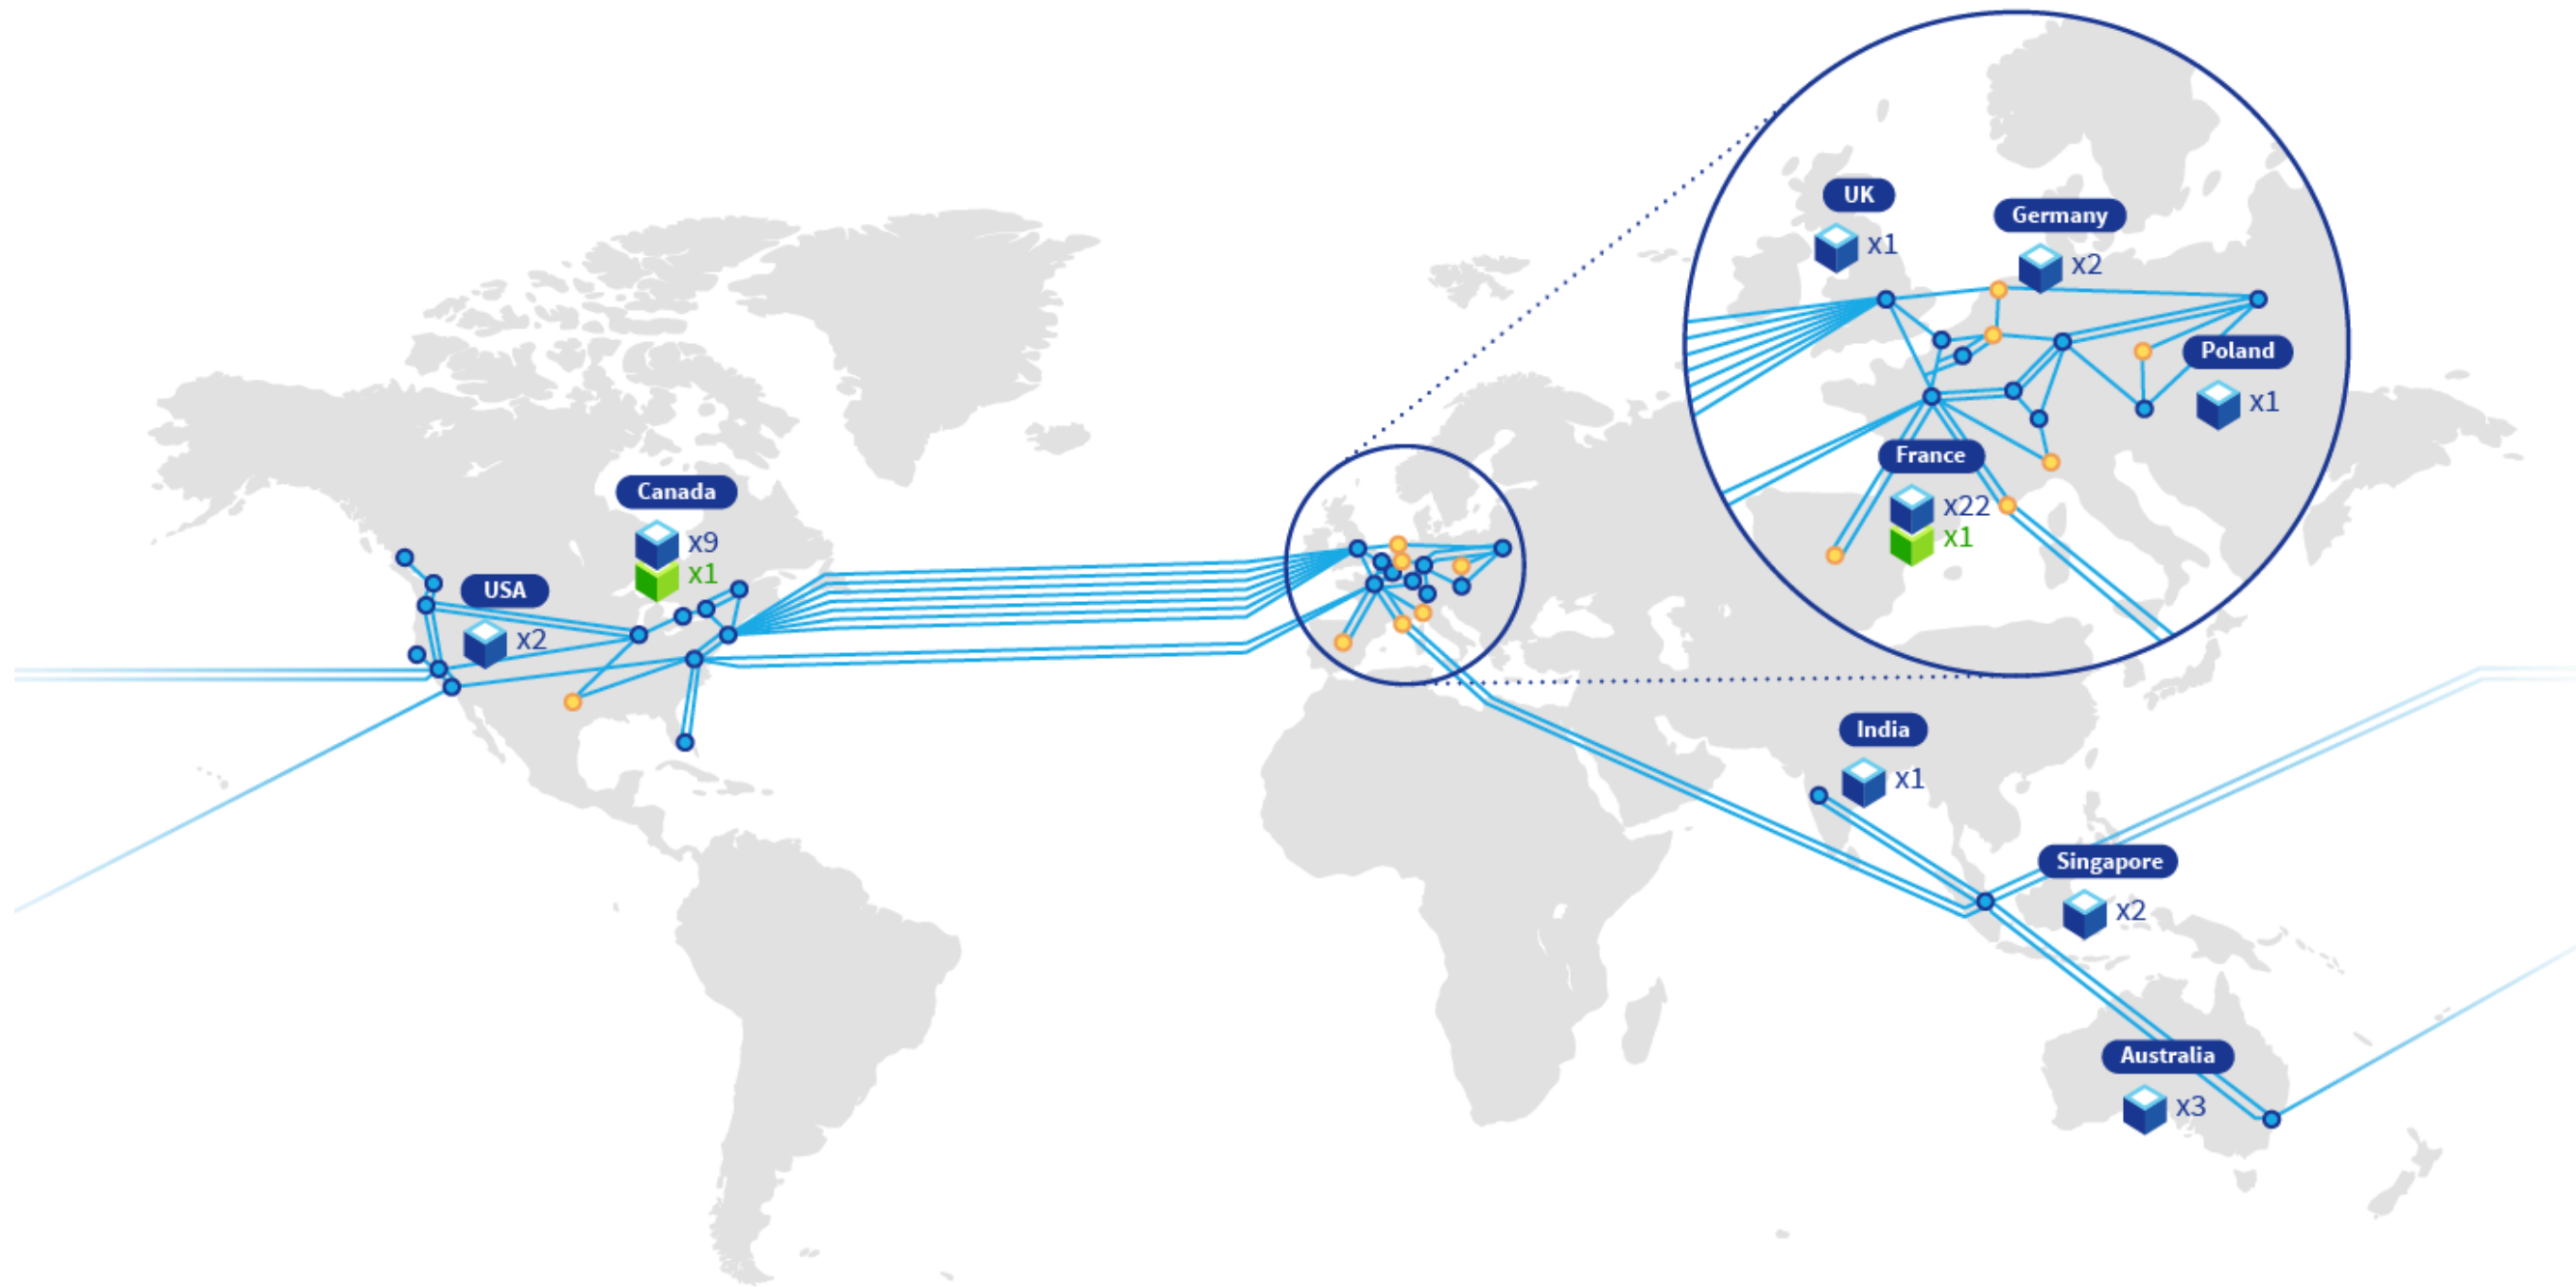 UK
x1
Germany
x2
Poland
x1
France
x22
x1
Canada
x9
x1
USA
x2
India
x1
Singapore
x2
Australia
x3